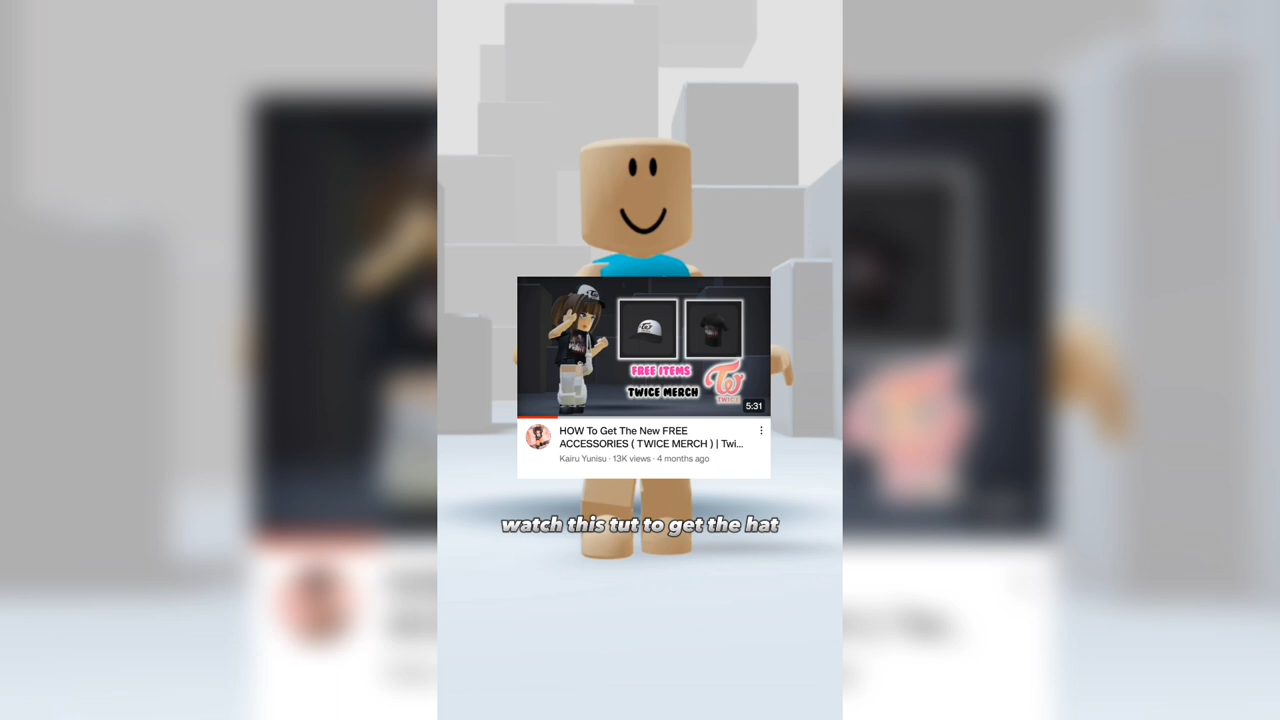 FREE ITEMS
TWICE MERCH
TWICE
5:31
HOW To Get The New FREE
ACCESSORIES ( TWICE MERCH ) | Twi...
Kairu Yunisu · 13K views · 4 months ago
watch this tut to get the hat